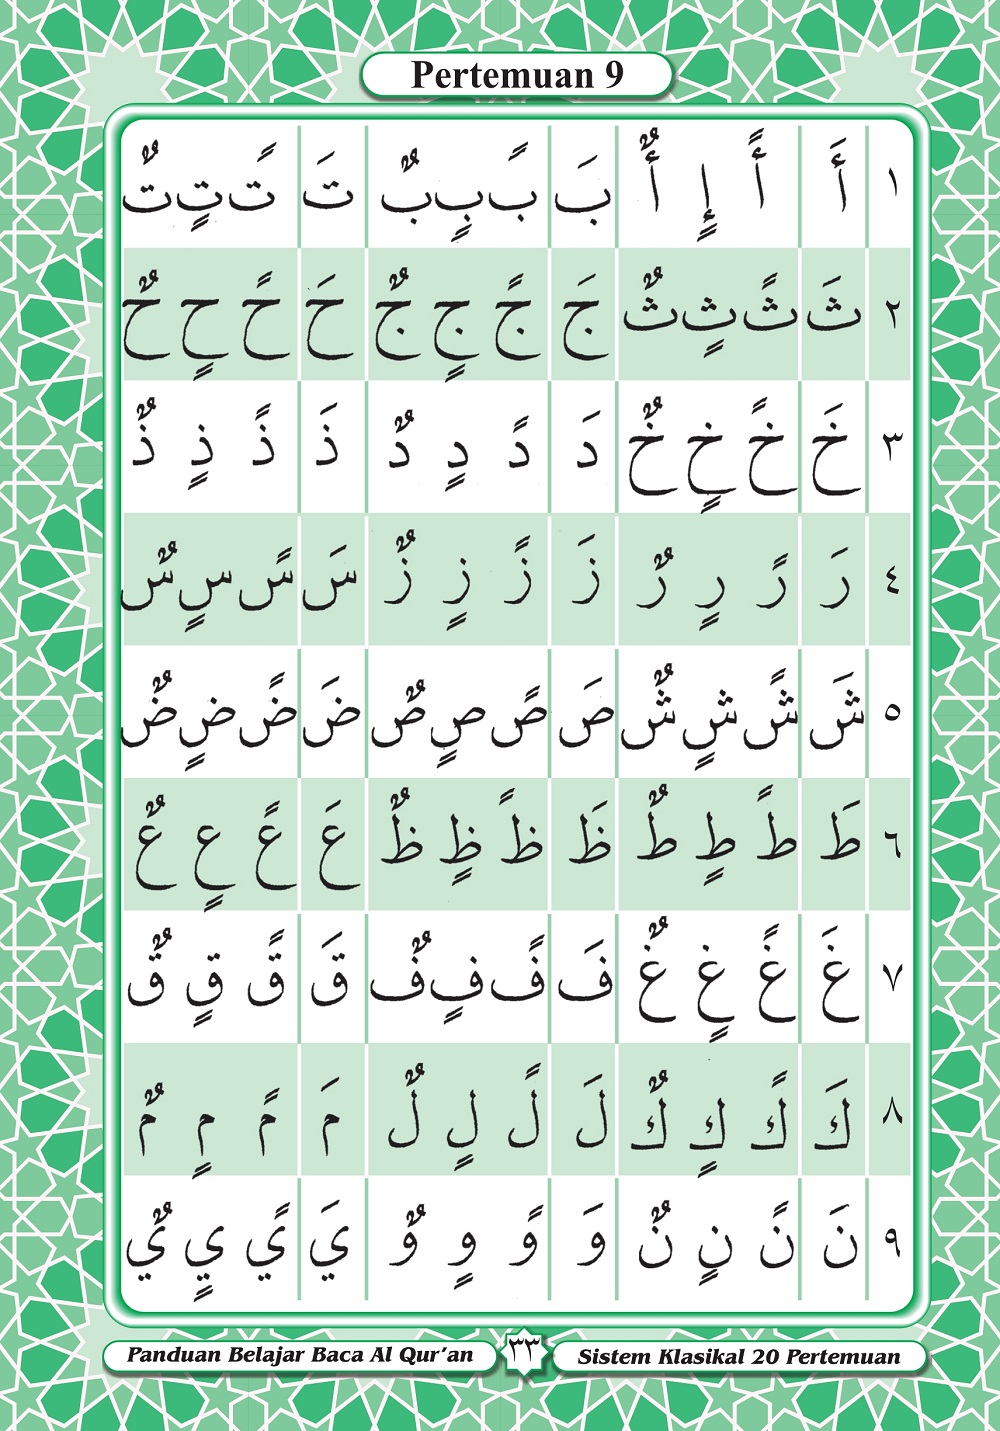 Pertemuan 9
١ أَ أً إٍ أٌ بَ بً بٍ بٌ تَ تً تٍ تٌ
٢ ثَ ثً ثٍ ثٌ جَ جً جٍ جٌ حَ حً حٍ حٌ
٣ خَ خً خٍ خٌ دَ دً دٍ دٌ ذَ ذً ذٍ ذٌ
٤ رَ رً رٍ رٌ زَ زً زٍ زٌ سَ سً سٍ سٌ
٥ شَ شً شٍ شٌ صَ صً صٍ صٌ ضَ ضً ضٍ ضٌ
٦ طَ طً طٍ طٌ ظَ ظً ظٍ ظٌ عَ عً عٍ عٌ
٧ غَ غً غٍ غٌ فَ فً فٍ فٌ قَ قً قٍ قٌ
٨ كَ كً كٍ كٌ لَ لً لٍ لٌ مَ مً مٍ مٌ
٩ نَ نً نٍ نٌ وَ وً وٍ وٌ يَ يً يٍ يٌ
Panduan Belajar Baca Al Qur'an ٣٣ Sistem Klasikal 20 Pertemuan